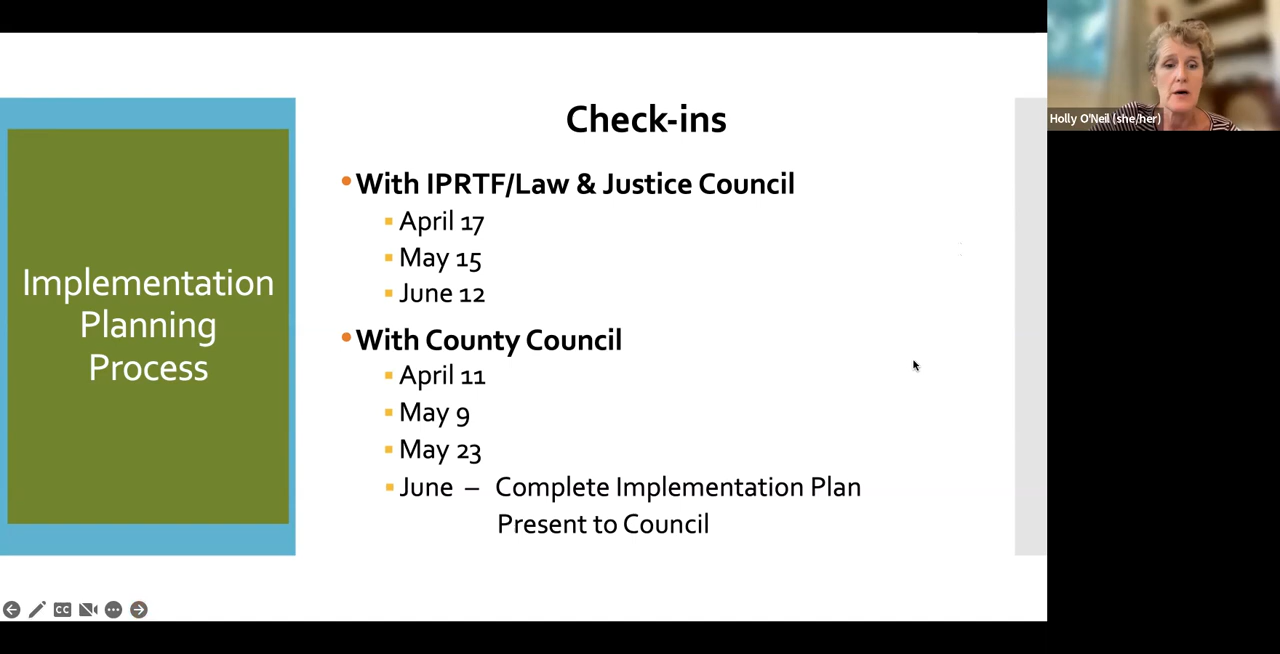 Implementation
Planning
Process
Check-ins
With IPRTF/Law & Justice Council
April 17
May 15
June 12
With County Council
April 11
May 9
May 23
June – Complete Implementation Plan
Present to Council
Holly O'Neil (she/her)
CC